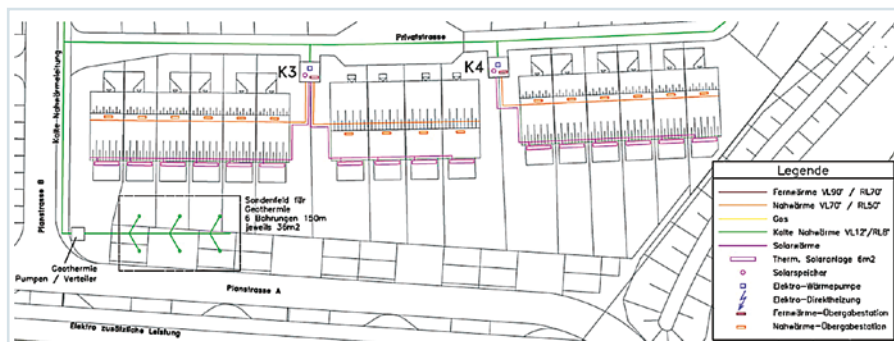 Privatstrasse
K3
K4
Kalte-Nahwärmeleitung
Planstrasse B
Sondenfeld für
Geothermie
6 Bohrungen 150m
jeweils 36m2
Geothermie
Pumpen / Verteiler
Planstrasse A
Elektro zusätzliche Leistung
Legende
Fernwärme VL90° / RL70°
Nahwärme VL70° / RL50°
Gas
Kalte Nahwärme VL12°/RL8°
Solarwärme
Therm. Solaranlage 6m2
Solarspeicher
Elektro-Wärmepumpe
Elektro-Direktheizung
Fernwärme-Übergabestation
Nahwärme-Übergabestation